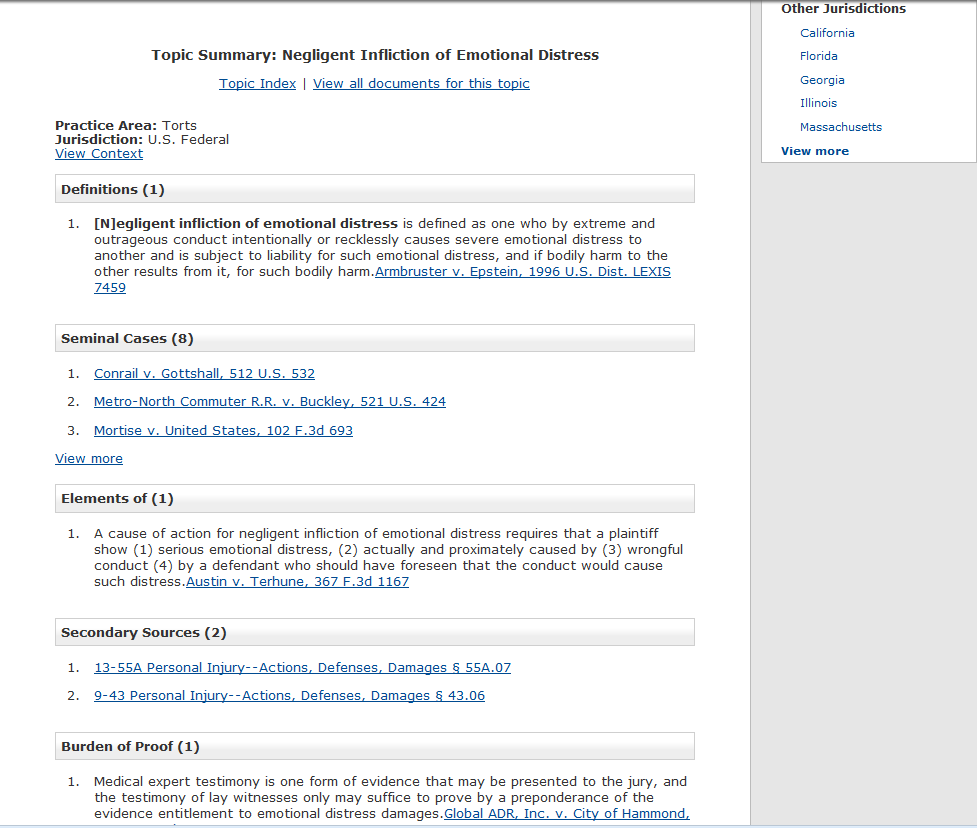 Other Jurisdictions
California
Florida
Georgia
Illinois
Massachusetts
View more
Topic Summary: Negligent Infliction of Emotional Distress
Topic Index | View all documents for this topic
Practice Area: Torts
Jurisdiction: U.S. Federal
View Context
Definitions (1)
1. [N]egligent infliction of emotional distress is defined as one who by extreme and
outrageous conduct intentionally or recklessly causes severe emotional distress to
another and is subject to liability for such emotional distress, and if bodily harm to the
other results from it, for such bodily harm.Armbruster v. Epstein, 1996 U.S. Dist. LEXIS
7459
Seminal Cases (8)
1. Conrail v. Gottshall, 512 U.S. 532
2. Metro-North Commuter R.R. v. Buckley, 521 U.S. 424
3. Mortise v. United States, 102 F.3d 693
View more
Elements of (1)
1. A cause of action for negligent infliction of emotional distress requires that a plaintiff
show (1) serious emotional distress, (2) actually and proximately caused by (3) wrongful
conduct (4) by a defendant who should have foreseen that the conduct would cause
such distress.Austin v. Terhune, 367 F.3d 1167
Secondary Sources (2)
1. 13-55A Personal Injury--Actions, Defenses, Damages § 55A.07
2. 9-43 Personal Injury--Actions, Defenses, Damages § 43.06
Burden of Proof (1)
1. Medical expert testimony is one form of evidence that may be presented to the jury, and
the testimony of lay witnesses only may suffice to prove by a preponderance of the
evidence entitlement to emotional distress damages.Global ADR, Inc. v. City of Hammond,